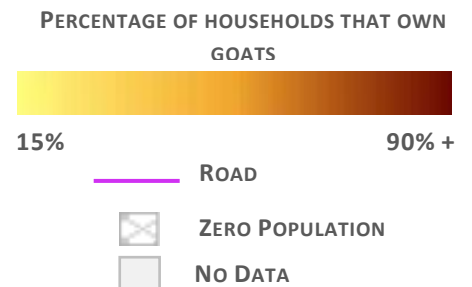 PERCENTAGE OF HOUSEHOLDS THAT OWN
GOATS
15% 90% +
ROAD
ZERO POPULATION
NO DATA